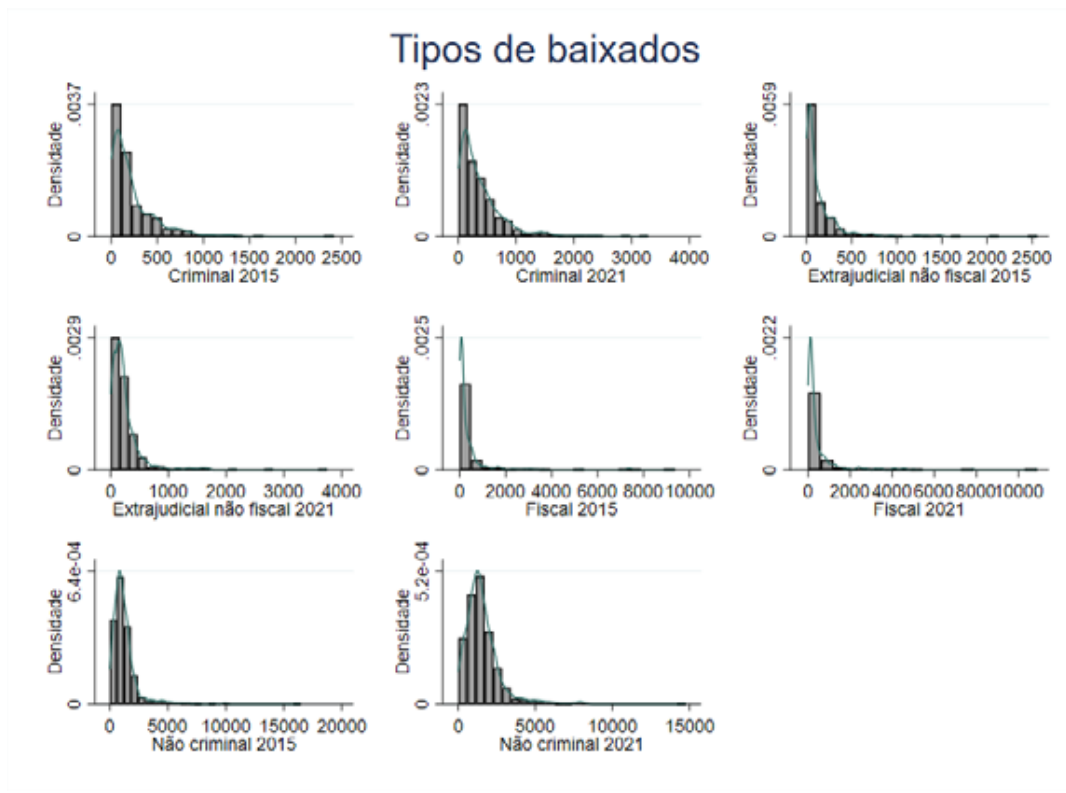 Tipos de baixados
Densidade
0 .0037
0 500 1000 1500 2000 2500
Criminal 2015
Densidade
0 .0023
0 1000 2000 3000 4000
Criminal 2021
Densidade
0 .0059
0 500 1000 1500 2000 2500
Extrajudicial não fiscal 2015
Densidade
0 .0029
0 1000 2000 3000 4000
Extrajudicial não fiscal 2021
Densidade
0 .0025
0 2000 4000 6000 8000 10000
Fiscal 2015
Densidade
0 .0022
0 2000 4000 6000 8000 10000
Fiscal 2021
Densidade
0 6.4e-04
0 5000 10000 15000 20000
Não criminal 2015
Densidade
0 5.2e-04
0 5000 10000 15000
Não criminal 2021